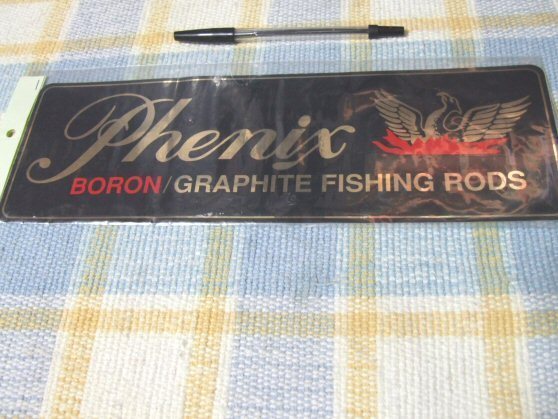 Phenix
BORON/GRAPHITE FISHING RODS